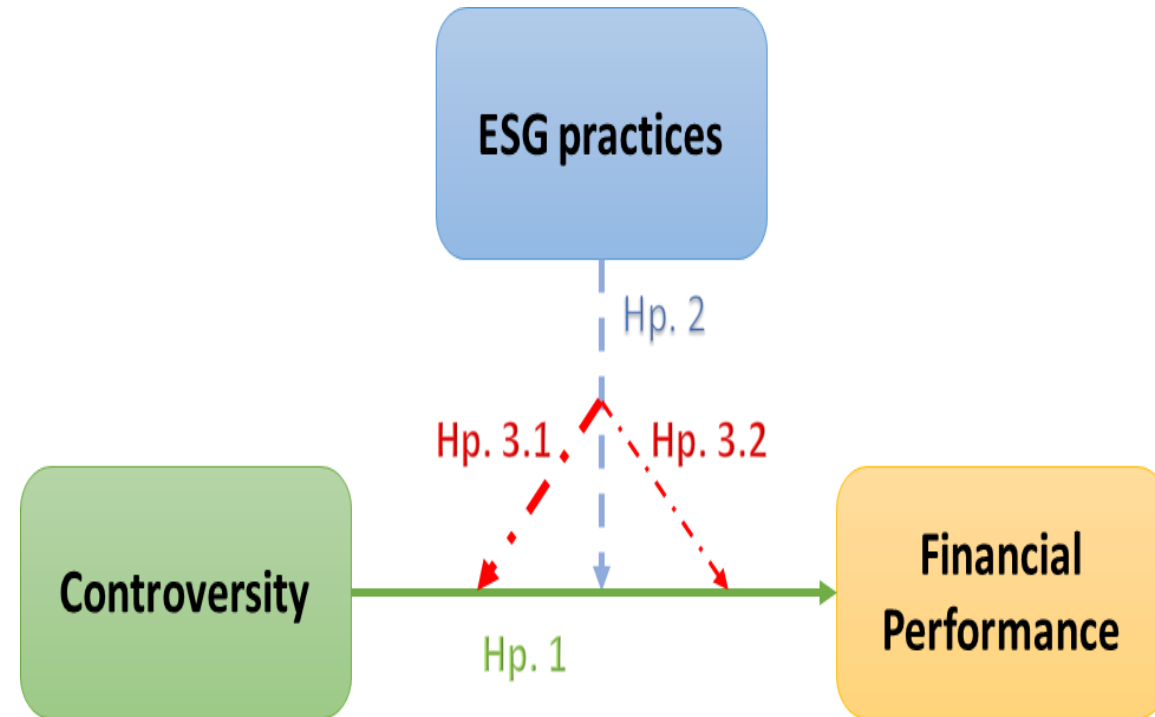 ESG practices
Hp. 2
Hp. 3.1
Hp. 3.2
Controversity
Financial
Performance
Hp. 1